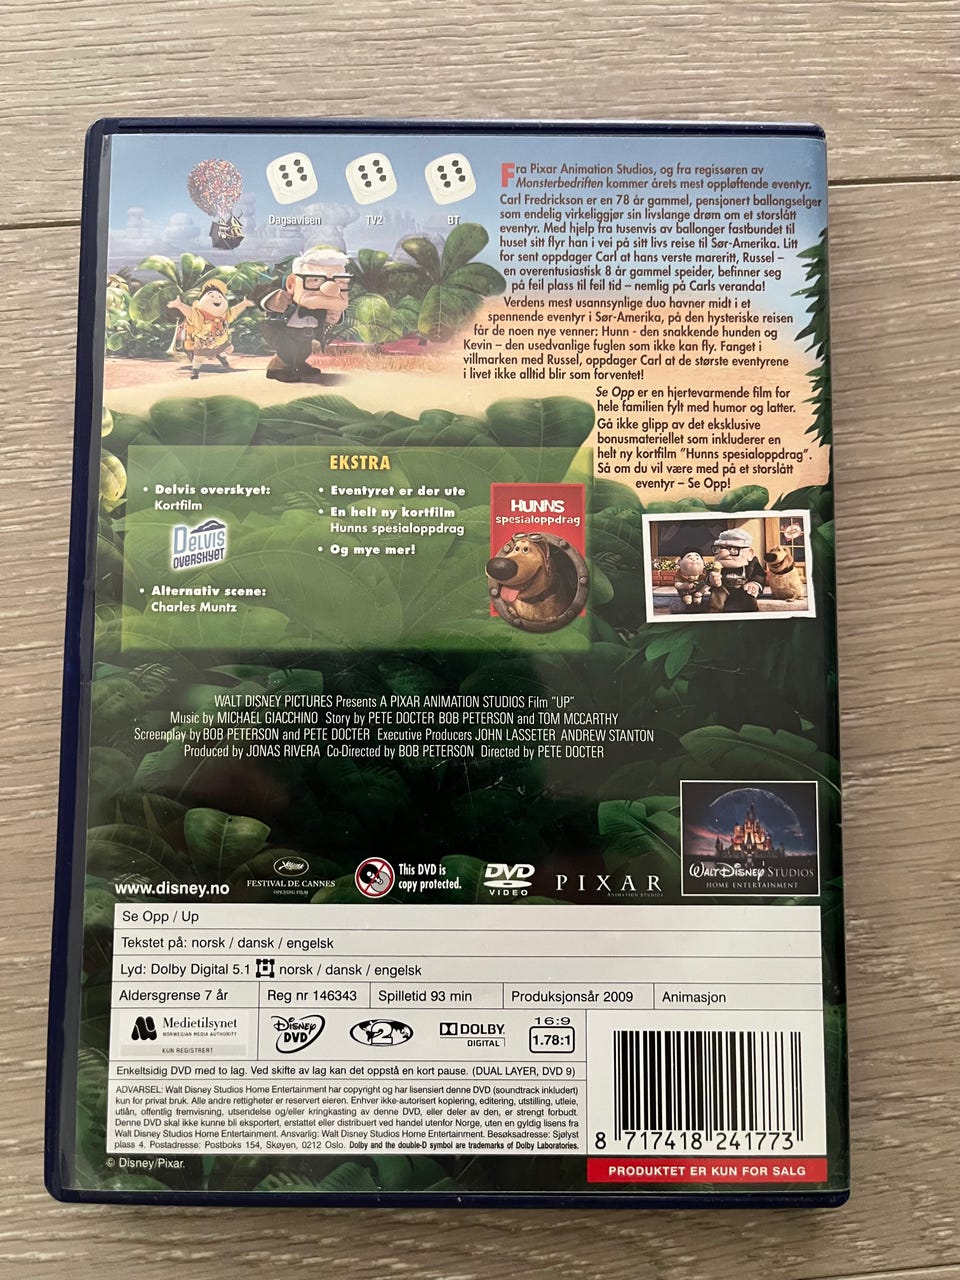 Dagsavisen
TV2
BT
Fra Pixar Animation Studios, og fra regissøren av
Monsterbedriften kommer årets mest oppløftende eventyr.
Carl Fredrickson er en 78 år gammel, pensjonert ballongselger
som endelig virkeliggjør sin livslange drøm om et storslått
eventyr. Med hjelp fra tusenvis av ballonger fastbundet til
huset sitt flyr han i vei på sitt livs reise til Sør-Amerika. Litt
for sent oppdager Carl at hans verste mareritt, Russel –
en overentusiastisk 8 år gammel speider, befinner seg
på feil plass til feil tid – nemlig på Carls veranda!
Verdens mest usannsynlige duo havner midt i et
spennende eventyr i Sør-Amerika, på den hysteriske reisen
får de noen nye venner: Hunn - den snakkende hunden og
Kevin – den usedvanlige fuglen som ikke kan fly. Fanget i
villmarken med Russel, oppdager Carl at de største eventyrene
i livet ikke alltid blir som forventet!
Se Opp er en hjertevarmende film for
hele familien fylt med humor og latter.
Gå ikke glipp av det eksklusive
bonusmateriellet som inkluderer en
helt ny kortfilm "Hunns spesialoppdrag".
Så om du vil være med på et storslått
eventyr – Se Opp!
EKSTRA
• Delvis overskyet:
Kortfilm
DELVIS
OVERSKYET
• Alternativ scene:
Charles Muntz
• Eventyret er der ute
• En helt ny kortfilm
Hunns spesialoppdrag
• Og mye mer!
HUNNS
spesialoppdrag
WALT DISNEY PICTURES Presents A PIXAR ANIMATION STUDIOS Film "UP"
Music by MICHAEL GIACCHINO Story by PETE DOCTER BOB PETERSON and TOM MCCARTHY
Screenplay by BOB PETERSON and PETE DOCTER Executive Producers JOHN LASSETER ANDREW STANTON
Produced by JONAS RIVERA Co-Directed by BOB PETERSON Directed by PETE DOCTER
www.disney.no
FESTIVAL DE CANNES
OPENING FILM
This DVD is
copy protected.
DVD
VIDEO
PIXAR
ANIMATION STUDIOS
WALT DISNEY STUDIOS
HOME ENTERTAINMENT
Se Opp / Up
Tekstet på: norsk / dansk / engelsk
Lyd: Dolby Digital 5.1 norsk / dansk / engelsk
Aldersgrense 7 år
Reg nr 146343
Spilletid 93 min
Produksjonsår 2009
Animasjon
Medietilsynet
NORWEGIAN MEDIA AUTHORITY
KUN REGISTRERT
Disney
DVD
2
DOLBY
DIGITAL
16:9
1.78:1
Enkeltsidig DVD med to lag. Ved skifte av lag kan det oppstå en kort pause. (DUAL LAYER, DVD 9)
ADVARSEL: Walt Disney Studios Home Entertainment har copyright og har lisensiert denne DVD (soundtrack inkludert)
kun for privat bruk. Alle andre rettigheter er reservert eieren. Enhver ikke-autorisert kopiering, editering, utstilling, utleie,
utlån, offentlig fremvisning, utsendelse og/eller kringkasting av denne DVD, eller deler av den, er strengt forbudt.
Denne DVD skal ikke kunne bli eksportert, erstattet eller distribuert ved handel utenfor Norge, uten en gyldig lisens fra
Walt Disney Studios Home Entertainment. Ansvarlig: Walt Disney Studios Home Entertainment. Besøksadresse: Sjølyst
plass 4. Postadresse: Postboks 154, Skøyen, 0212 Oslo. Dolby and the double-D symbol are trademarks of Dolby Laboratories.
8 717418 241773
© Disney/Pixar.
PRODUKTET ER KUN FOR SALG